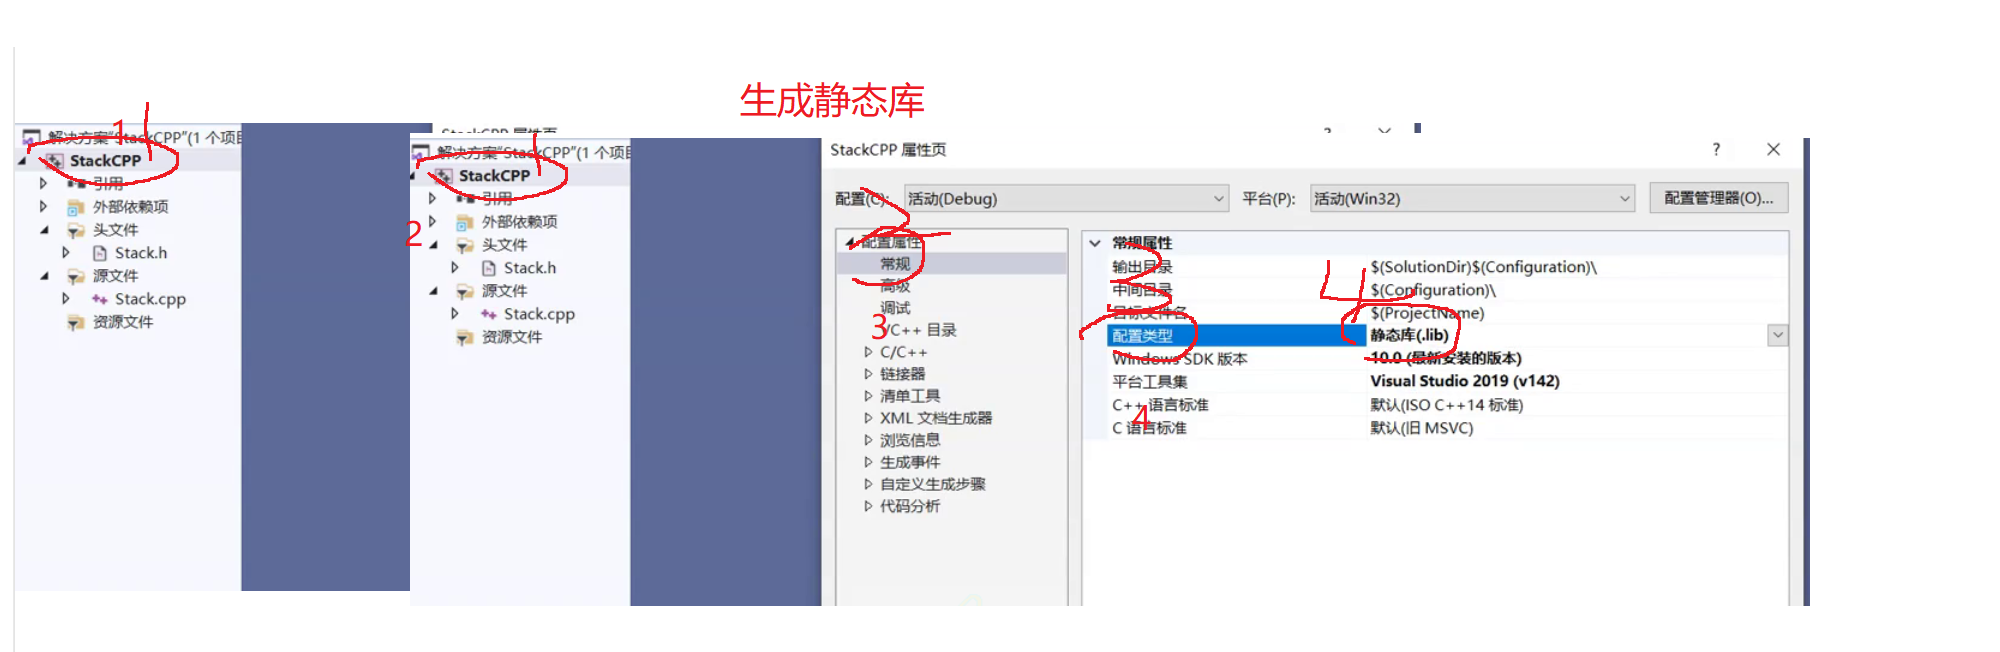 生成静态库
1
解决方案"StackCPP"(1 个项目
StackCPP
引用
外部依赖项
头文件
Stack.h
源文件
Stack.cpp
资源文件
2
解决方案"StackCPP"(1 个项目
StackCPP
引用
外部依赖项
头文件
Stack.h
源文件
Stack.cpp
资源文件
StackCPP 属性页
配置(C): 活动(Debug) 平台(P): 活动(Win32) 配置管理器(O)...
2
配置属性
常规
高级
调试
3
/C++ 目录
C/C++
链接器
清单工具
XML 文档生成器
浏览信息
生成事件
自定义生成步骤
代码分析
常规属性
输出目录 $(SolutionDir)$(Configuration)\
中间目录 $(Configuration)\
3
4
目标文件名 $(ProjectName)
配置类型 静态库(.lib)
Windows SDK 版本 10.0 (最新安装的版本)
平台工具集 Visual Studio 2019 (v142)
C++ 语言标准 默认(ISO C++14 标准)
4
C 语言标准 默认(旧 MSVC)